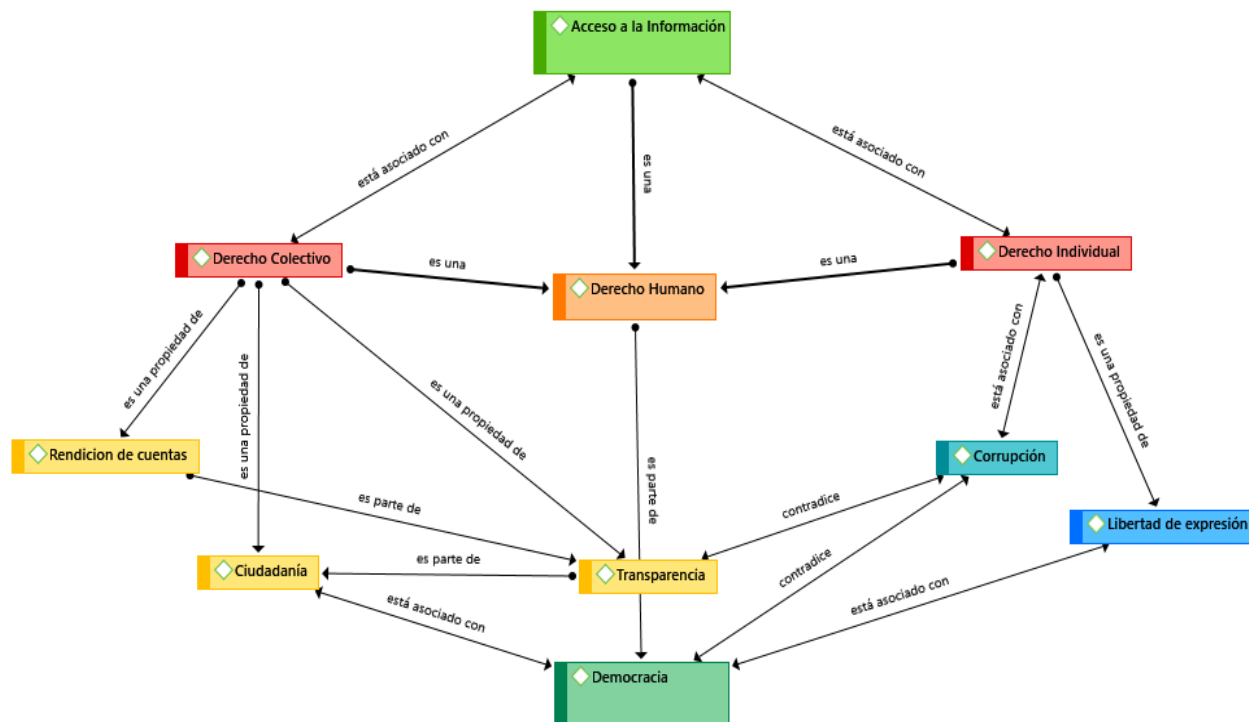 Acceso a la Información
está asociado con
es una
está asociado con
Derecho Colectivo
es una
Derecho Humano
es una
Derecho Individual
es una propiedad de
es una propiedad de
es una propiedad de
es parte de
está asociado con
es una propiedad de
Rendicion de cuentas
Corrupción
es parte de
contradice
Libertad de expresión
Ciudadanía
es parte de
Transparencia
contradice
está asociado con
está asociado con
Democracia